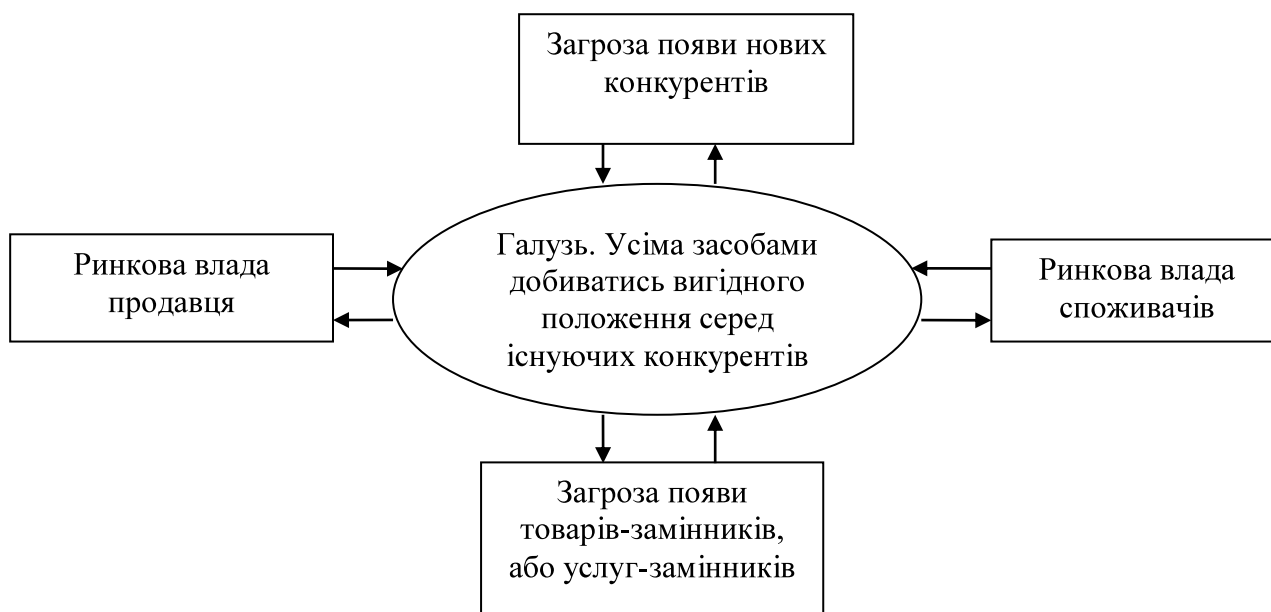 Загроза появи нових
конкурентів
Ринкова влада
продавця
Галузь. Усіма засобами
добиватись вигідного
положення серед
існуючих конкурентів
Ринкова влада
споживачів
Загроза появи
товарів-замінників,
або услуг-замінників